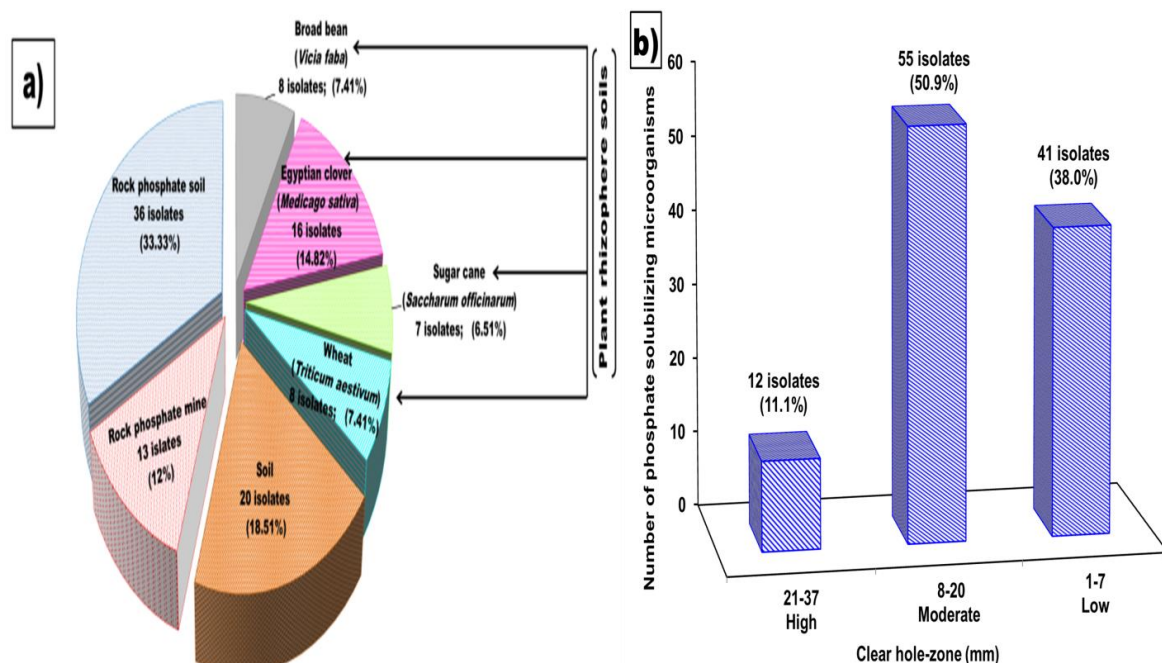 a)
Broad bean
(Vicia faba)
8 isolates; (7.41%)
Egyptian clover
(Medicago sativa)
16 isolates
(14.82%)
Sugar cane
(Saccharum officinarum)
7 isolates; (6.51%)
Wheat
(Triticum aestivum)
8 isolates; (7.41%)
Soil
20 isolates
(18.51%)
Rock phosphate mine
13 islates
(12%)
Rock phosphate soil
36 isolates
(33.33%)
Plant rhizophere soils
b)
Number of phosphate solubilizing microorganisms
60
50
40
30
20
10
0
12 isolates
(11.1%)
55 isolates
(50.9%)
41 isolates
(38.0%)
21-37
High
8-20
Moderate
1-7
Low
Clear hole-zone (mm)